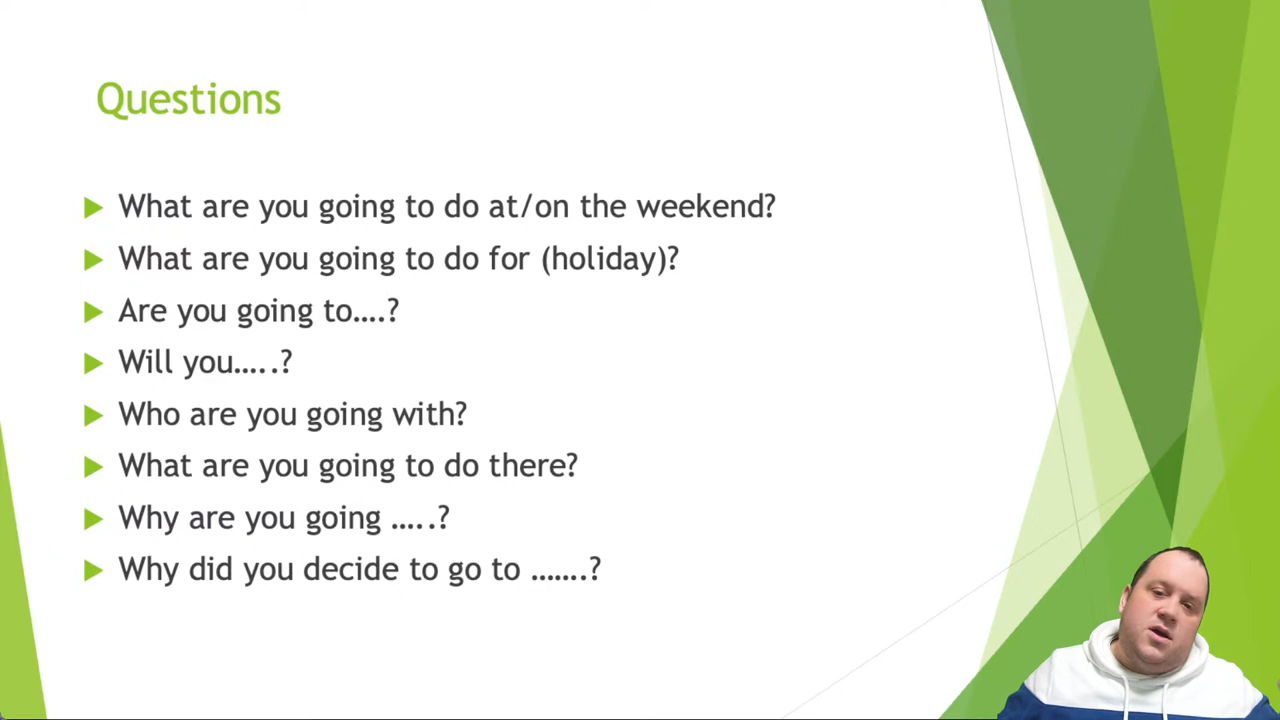 Questions
What are you going to do at/on the weekend?
What are you going to do for (holiday)?
Are you going to....?
Will you.....?
Who are you going with?
What are you going to do there?
Why are you going .....?
Why did you decide to go to .......?